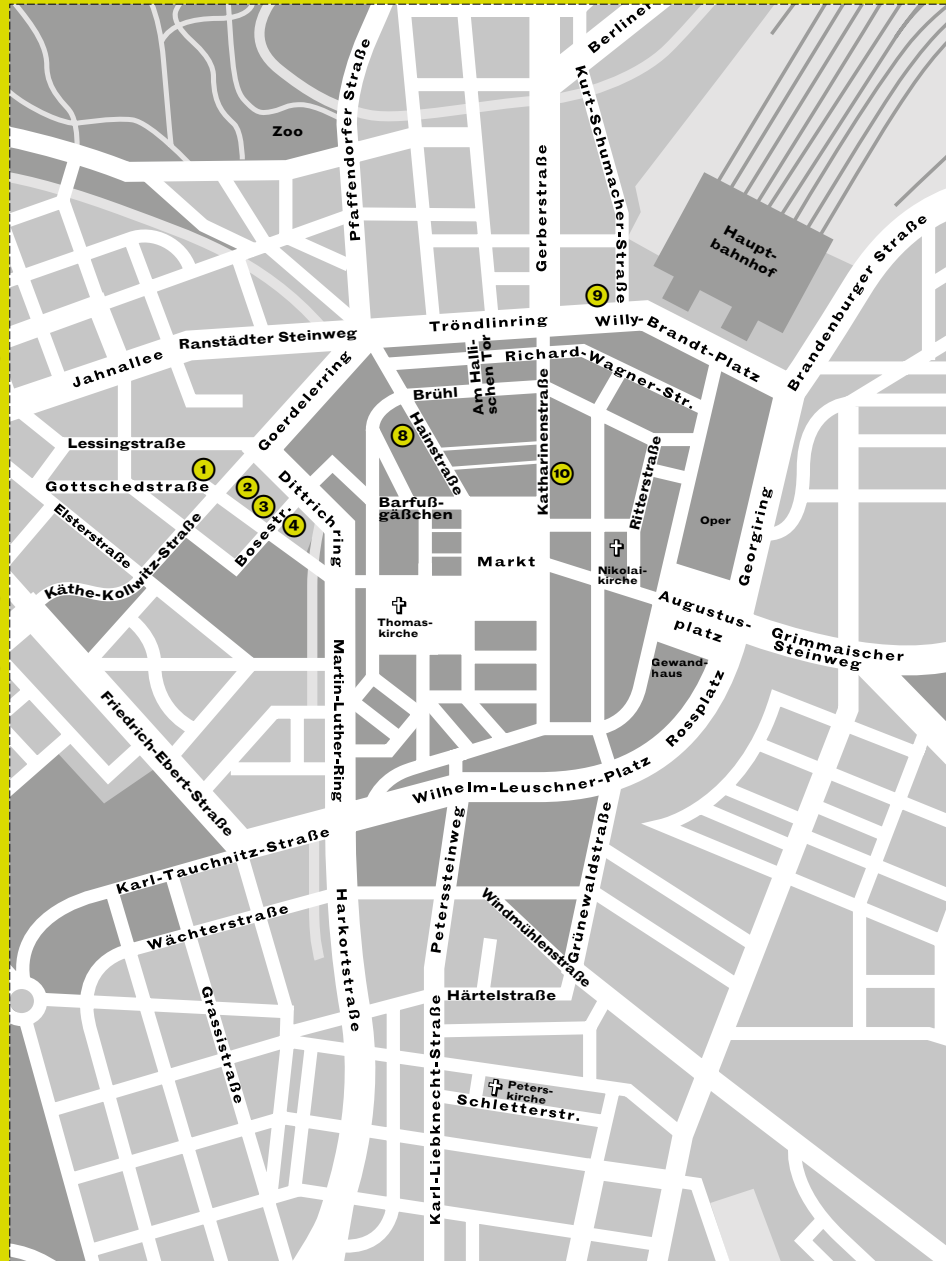 Berliner
Pfaffendorfer Straße
Kurt-Schumacher-Straße
Zoo
Gerberstraße
Haupt-
bahnhof
Brandenburger Straße
9
Tröndlinring
Willy-Brandt-Platz
Ranstädter Steinweg
Jahnallee
Am Halli-
schen Tor
Richard-Wagner-Str.
Goerdelerring
Brühl
Hainstraße
Katharinenstraße
8
Lessingstraße
1
10
Gottschedstraße
2
Dittrichring
3
4
Bosestr.
Barfuß-
gäßchen
Ritterstraße
Oper
Georgiring
Elsterstraße
Käthe-Kollwitz-Straße
Markt
Nikolai-
kirche
Thomas-
kirche
Augustus-
platz
Grimmaischer
Steinweg
Gewand-
haus
Martin-Luther-Ring
Friedrich-Ebert-Straße
Rossplatz
Wilhelm-Leuschner-Platz
Karl-Tauchnitz-Straße
Peterssteinweg
Grünewaldstraße
Windmühlenstraße
Wächterstraße
Harkortstraße
Härtelstraße
Grassistraße
Karl-Liebknecht-Straße
Peters-
kirche
Schletterstr.